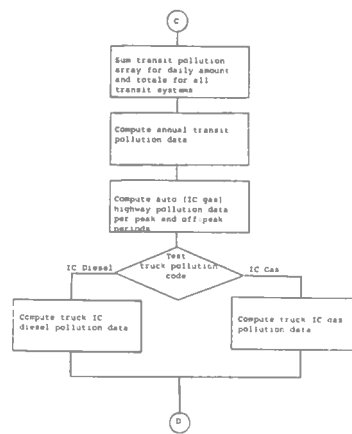 C
Sum transit pollution
array for daily amount
and totals for all
transit systems
Compute annual transit
pollution data
Compute auto (IC gas)
highway pollution data
per peak and off-peak
periods
Test
truck pollution
code
IC Diesel
IC Gas
Compute truck IC
diesel pollution data
Compute truck IC gas
pollution data
D